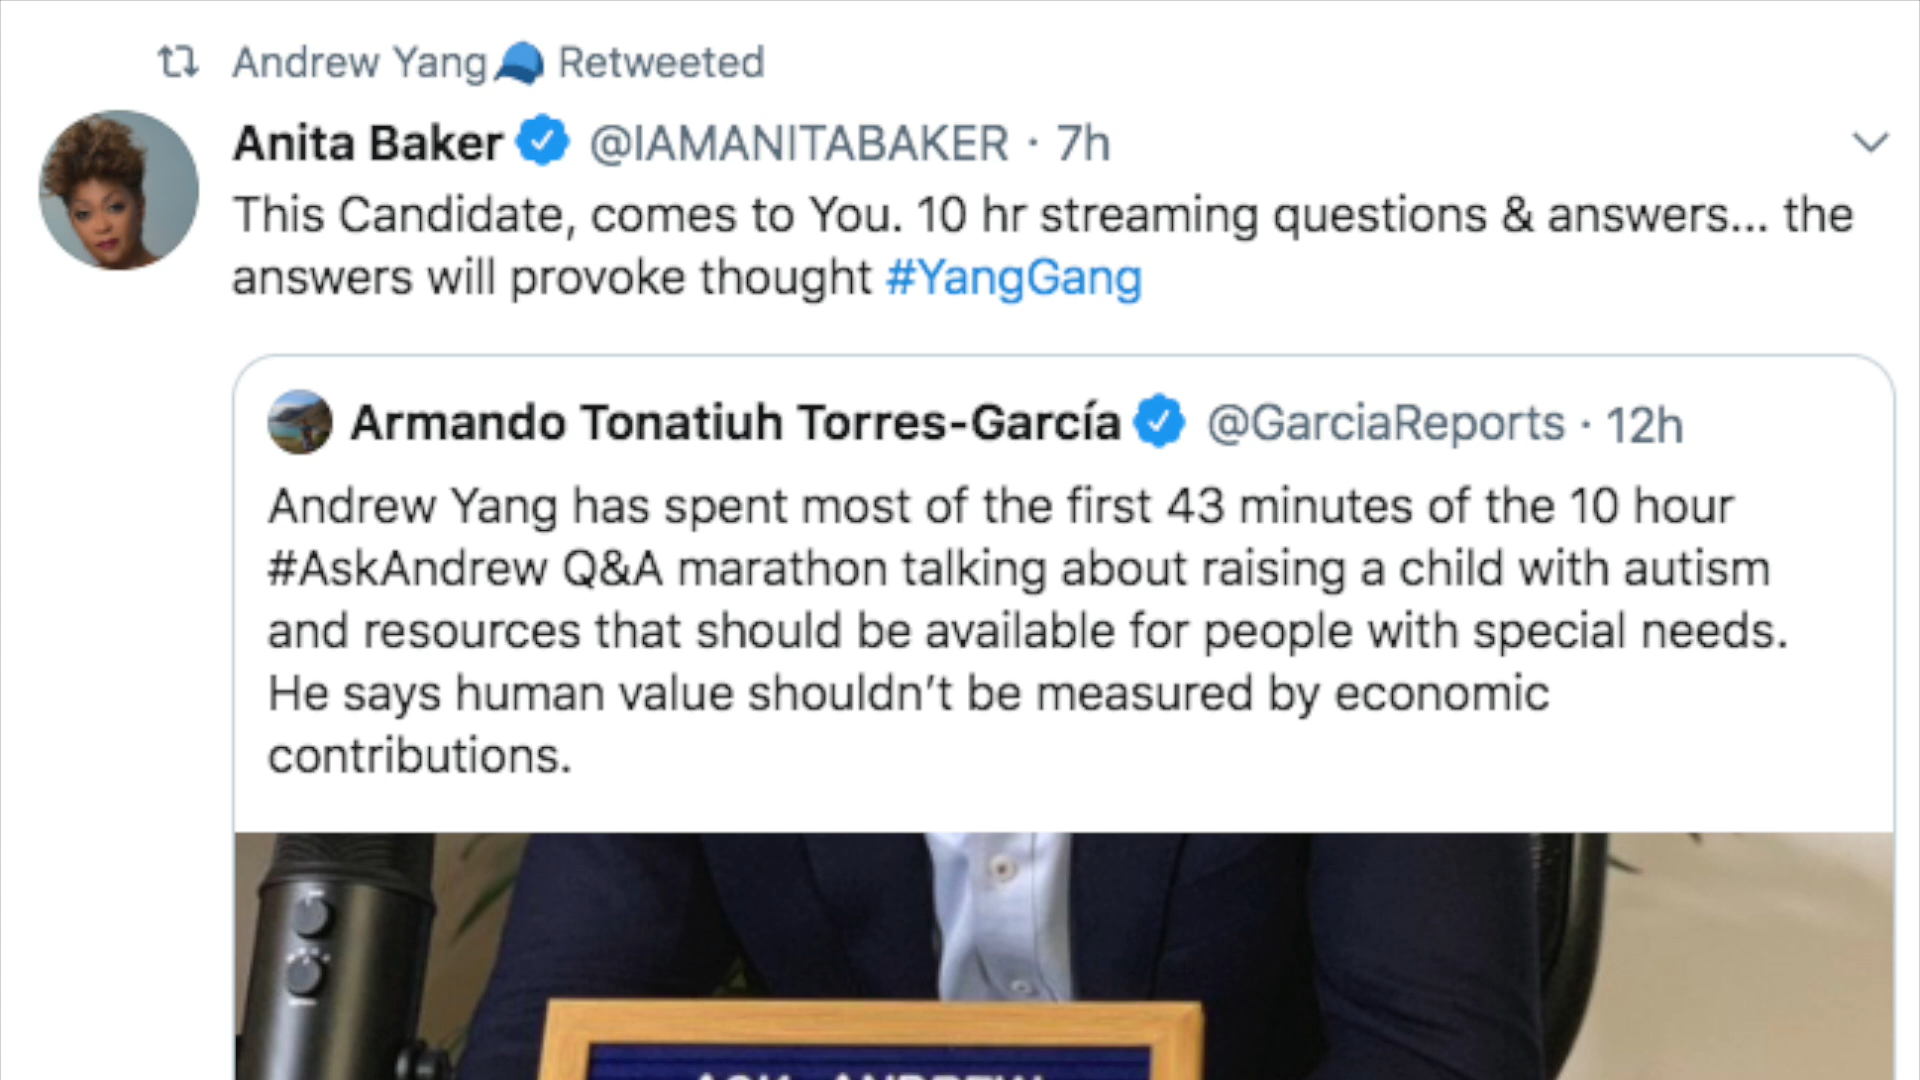 Andrew Yang🧢 Retweeted
Anita Baker @IAMANITABAKER · 7h
This Candidate, comes to You. 10 hr streaming questions & answers... the
answers will provoke thought #YangGang
Armando Tonatiuh Torres-García @GarciaReports · 12h
Andrew Yang has spent most of the first 43 minutes of the 10 hour
#AskAndrew Q&A marathon talking about raising a child with autism
and resources that should be available for people with special needs.
He says human value shouldn't be measured by economic
contributions.
ASK ANDREW